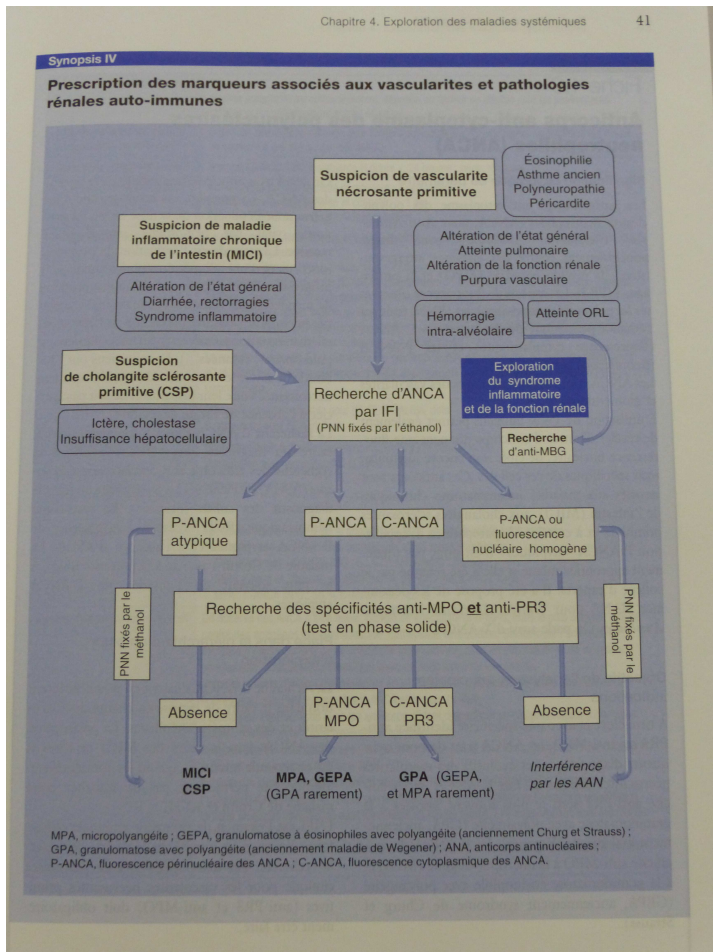 Chapitre 4. Exploration des maladies systémiques 41
Synopsis IV
Prescription des marqueurs associés aux vascularites et pathologies
rénales auto-immunes
Suspicion de vascularite
nécrosante primitive
Éosinophilie
Asthme ancien
Polyneuropathie
Péricardite
Suspicion de maladie
inflammatoire chronique
de l'intestin (MICI)
Altération de l'état général
Atteinte pulmonaire
Altération de la fonction rénale
Purpura vasculaire
Altération de l'état général
Diarrhée, rectorragies
Syndrome inflammatoire
Hémorragie
intra-alvéolaire
Atteinte ORL
Suspicion
de cholangite sclérosante
primitive (CSP)
Exploration
du syndrome
inflammatoire
et de la fonction rénale
Recherche d'ANCA
par IFI
(PNN fixés par l'éthanol)
Ictère, cholestase
Insuffisance hépatocellulaire
Recherche
d'anti-MBG
P-ANCA
atypique
P-ANCA
C-ANCA
P-ANCA ou
fluorescence
nucléaire homogène
PNN fixés par le
méthanol
Recherche des spécificités anti-MPO et anti-PR3
(test en phase solide)
PNN fixés par le
méthanol
Absence
P-ANCA
MPO
C-ANCA
PR3
Absence
MICI
CSP
MPA, GEPA
(GPA rarement)
GPA (GEPA,
et MPA rarement)
Interférence
par les AAN
MPA, micropolyangéite ; GEPA, granulomatose à éosinophiles avec polyangéite (anciennement Churg et Strauss) ;
GPA, granulomatose avec polyangéite (anciennement maladie de Wegener) ; ANA, anticorps antinucléaires ;
P-ANCA, fluorescence périnucléaire des ANCA ; C-ANCA, fluorescence cytoplasmique des ANCA.